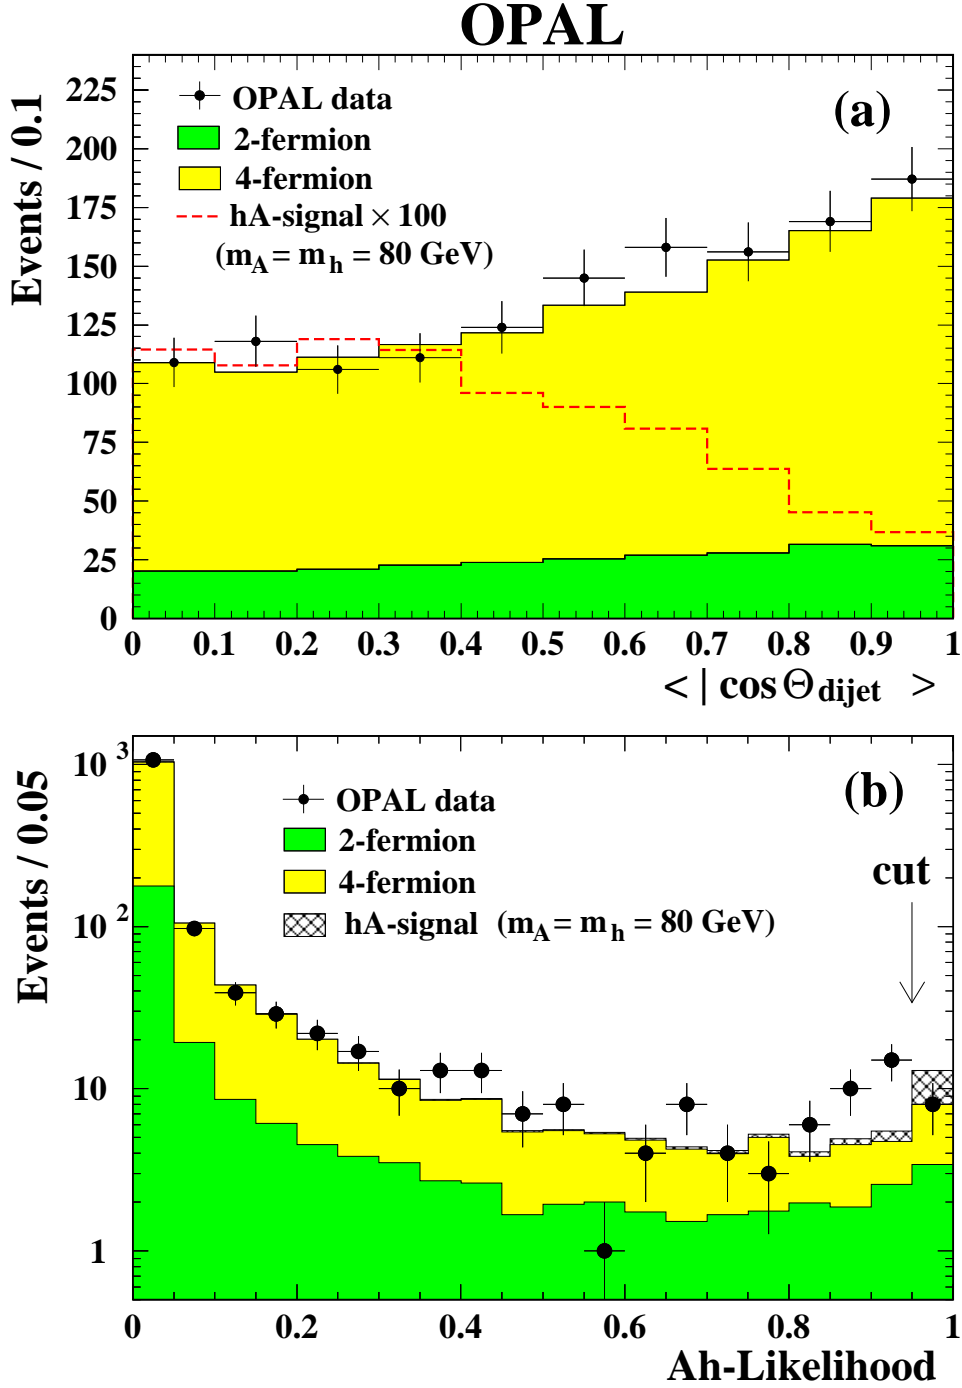 OPAL
Events / 0.1
225
200
175
150
125
100
75
50
25
0
(a)
OPAL data
2-fermion
4-fermion
hA-signal × 100
(m_A = m_h = 80 GeV)
0 0.1 0.2 0.3 0.4 0.5 0.6 0.7 0.8 0.9 1
< | cos Θ_dijet >
Events / 0.05
10^3
10^2
10
1
(b)
OPAL data
2-fermion
4-fermion
hA-signal (m_A = m_h = 80 GeV)
cut
0 0.2 0.4 0.6 0.8 1
Ah-Likelihood